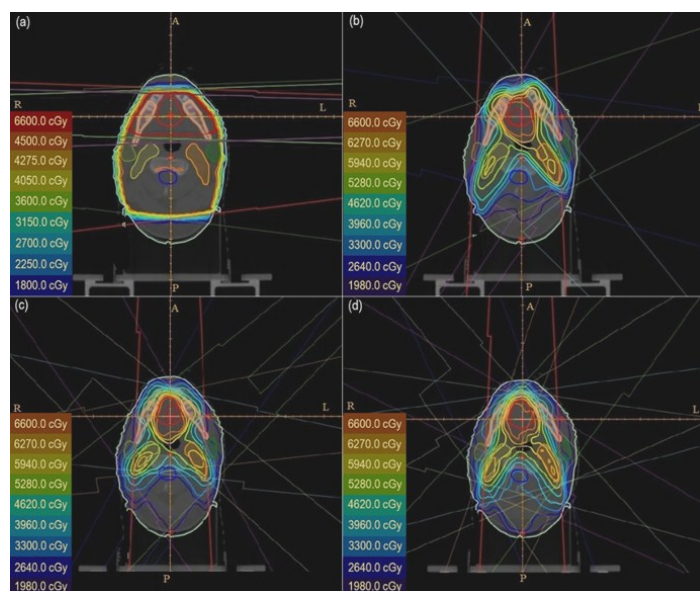 (a)
A
R
L
6600.0 cGy
4500.0 cGy
4275.0 cGy
4050.0 cGy
3600.0 cGy
3150.0 cGy
2700.0 cGy
2250.0 cGy
1800.0 cGy
P
(b)
A
R
L
6600.0 cGy
6270.0 cGy
5940.0 cGy
5280.0 cGy
4620.0 cGy
3960.0 cGy
3300.0 cGy
2640.0 cGy
1980.0 cGy
P
(c)
A
R
L
6600.0 cGy
6270.0 cGy
5940.0 cGy
5280.0 cGy
4620.0 cGy
3960.0 cGy
3300.0 cGy
2640.0 cGy
1980.0 cGy
P
(d)
A
R
L
6600.0 cGy
6270.0 cGy
5940.0 cGy
5280.0 cGy
4620.0 cGy
3960.0 cGy
3300.0 cGy
2640.0 cGy
1980.0 cGy
P